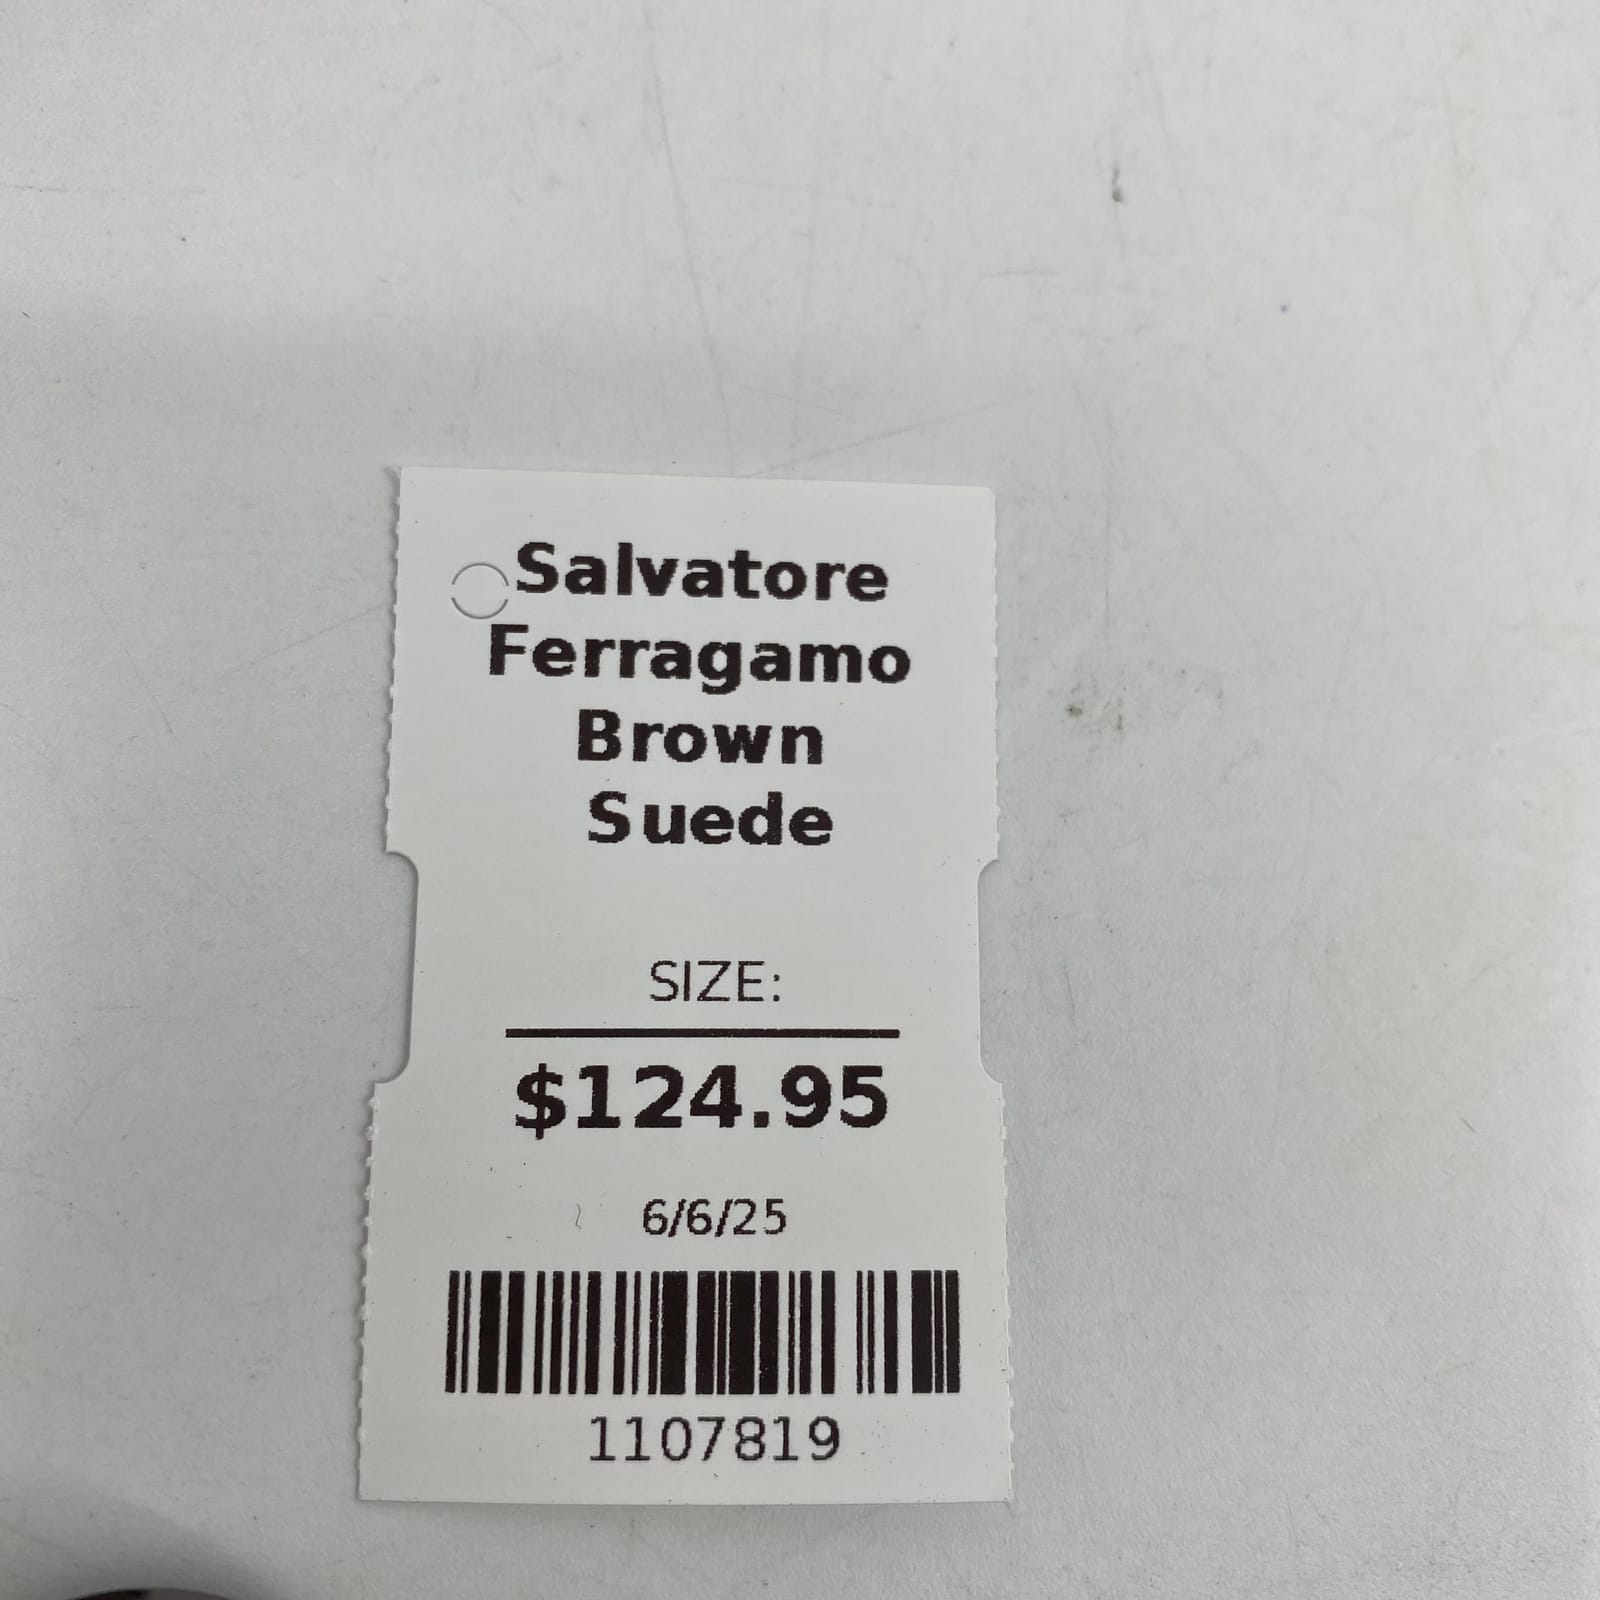 Salvatore
Ferragamo
Brown
Suede
SIZE:
$124.95
6/6/25
1107819